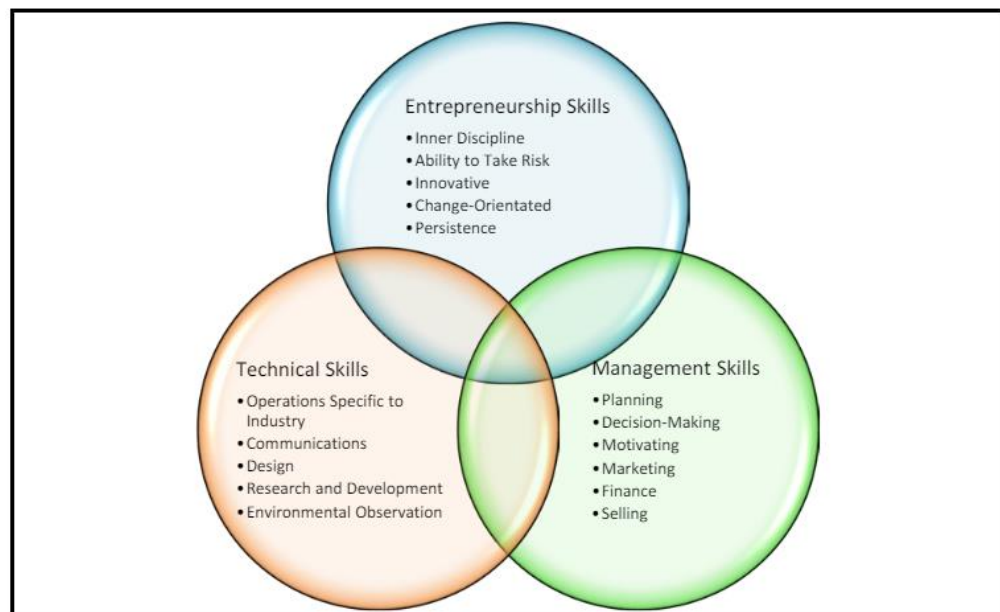 Entrepreneurship Skills
•Inner Discipline
•Ability to Take Risk
•Innovative
•Change-Orientated
•Persistence
Technical Skills
•Operations Specific to
Industry
•Communications
•Design
•Research and Development
•Environmental Observation
Management Skills
•Planning
•Decision-Making
•Motivating
•Marketing
•Finance
•Selling